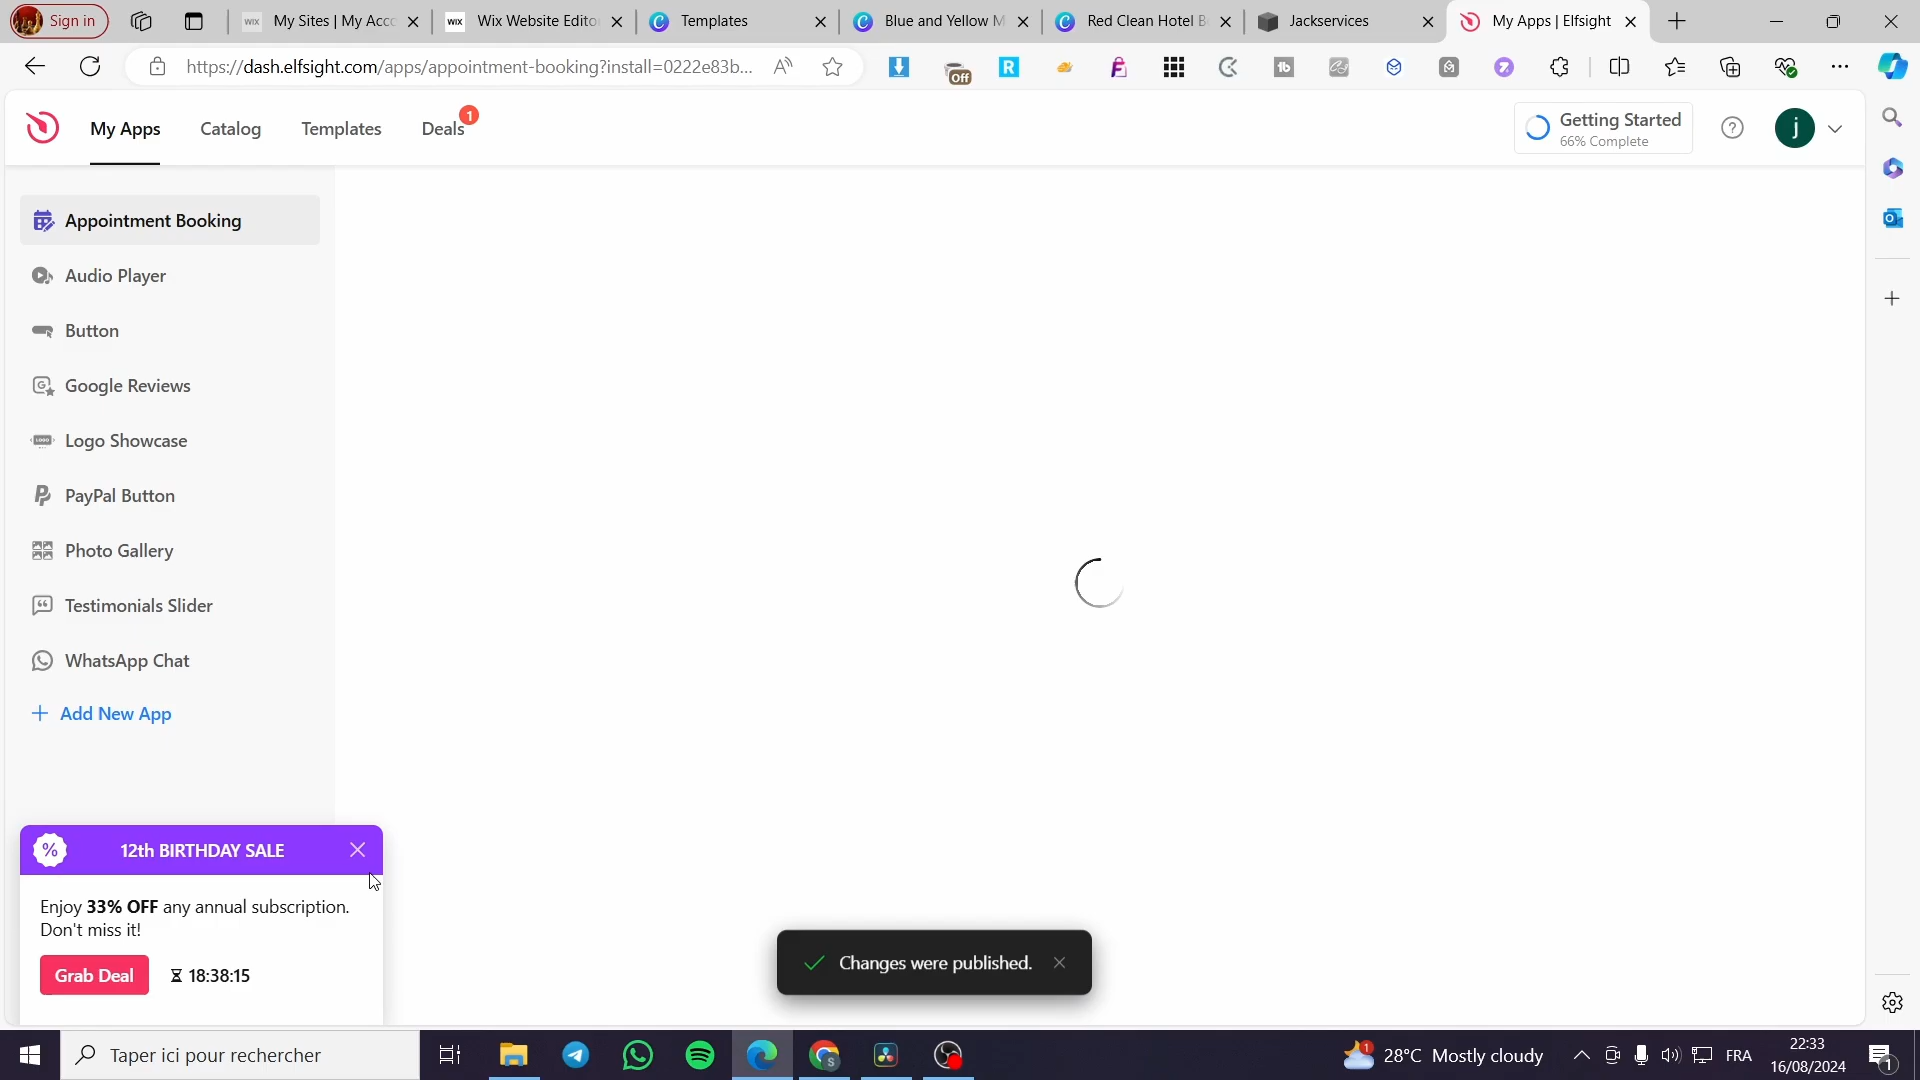 Sign in
WIX My Sites | My Acc
WIX Website Edito
Templates
Blue and Yellow M
Red Clean Hotel B
Jackservices
My Apps | Elfsight
https://dash.elfsight.com/apps/appointment-booking?install=0222e83b...
Off
My Apps
Catalog
Templates
Deals
1
Getting Started
66% Complete
j
Appointment Booking
Audio Player
Button
Google Reviews
Logo Showcase
PayPal Button
Photo Gallery
Testimonials Slider
WhatsApp Chat
+ Add New App
% 12th BIRTHDAY SALE
Enjoy 33% OFF any annual subscription.
Don't miss it!
Grab Deal
18:38:15
Changes were published.
Taper ici pour rechercher
28°C Mostly cloudy
FRA
22:33
16/08/2024
1